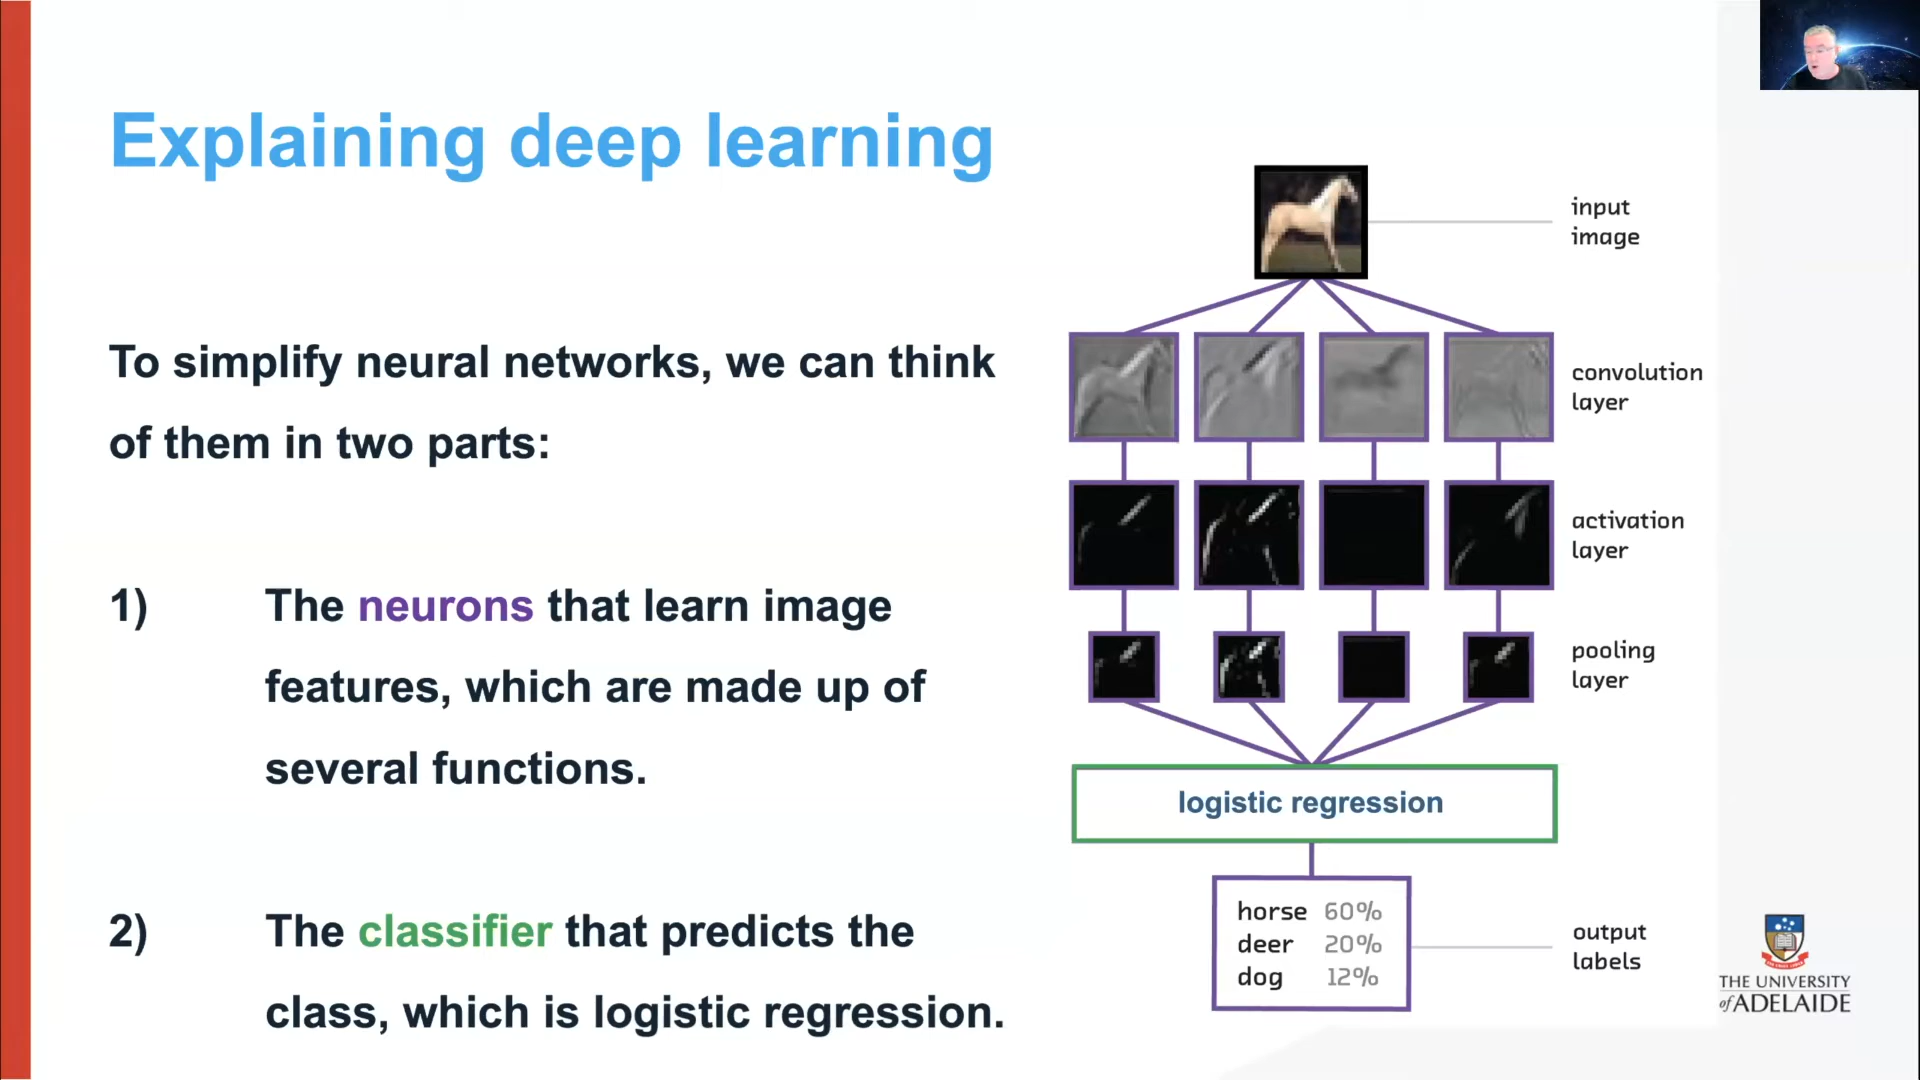 Explaining deep learning
To simplify neural networks, we can think
of them in two parts:
1) The neurons that learn image
features, which are made up of
several functions.
2) The classifier that predicts the
class, which is logistic regression.
input
image
convolution
layer
activation
layer
pooling
layer
logistic regression
horse 60%
deer 20%
dog 12%
output
labels
THE UNIVERSITY
of ADELAIDE